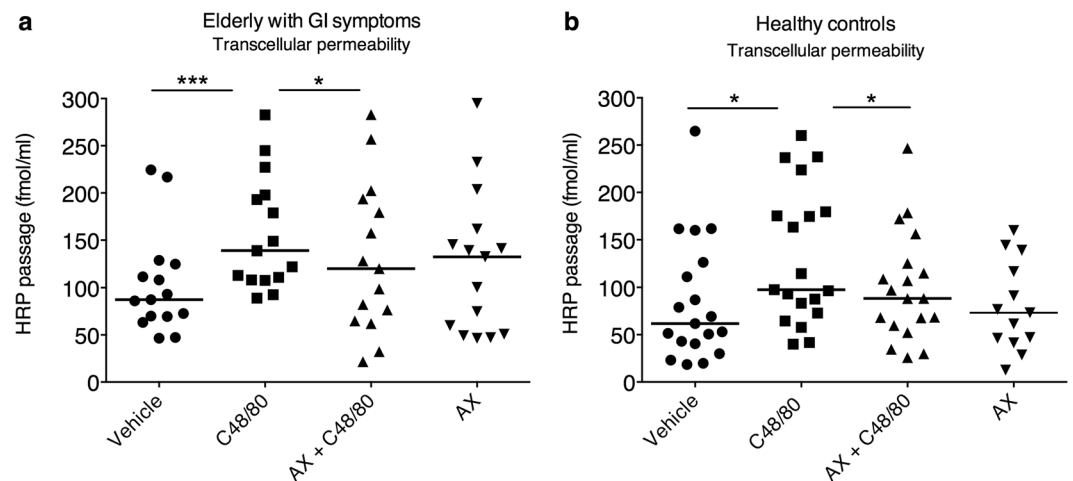 a
Elderly with GI symptoms
Transcellular permeability
***
*
HRP passage (fmol/ml)
300
250
200
150
100
50
0
Vehicle
C48/80
AX + C48/80
AX
b
Healthy controls
Transcellular permeability
*
*
HRP passage (fmol/ml)
300
250
200
150
100
50
0
Vehicle
C48/80
AX + C48/80
AX